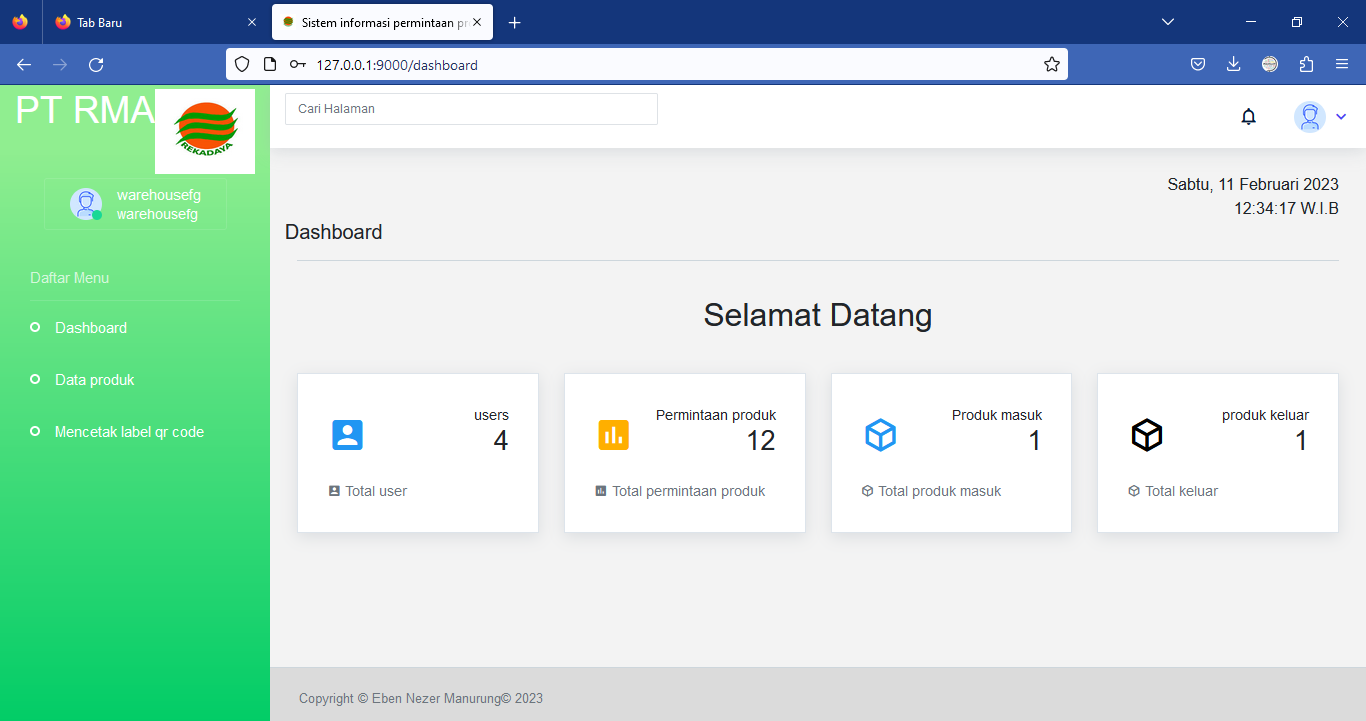 Tab Baru
Sistem informasi permintaan pr
127.0.0.1:9000/dashboard
PT RMA
REKADAYA
Cari Halaman
warehousefg
warehousefg
Sabtu, 11 Februari 2023
12:34:17 W.I.B
Dashboard
Daftar Menu
Dashboard
Data produk
Mencetak label qr code
Selamat Datang
users
4
Total user
Permintaan produk
12
Total permintaan produk
Produk masuk
1
Total produk masuk
produk keluar
1
Total keluar
Copyright © Eben Nezer Manurung© 2023